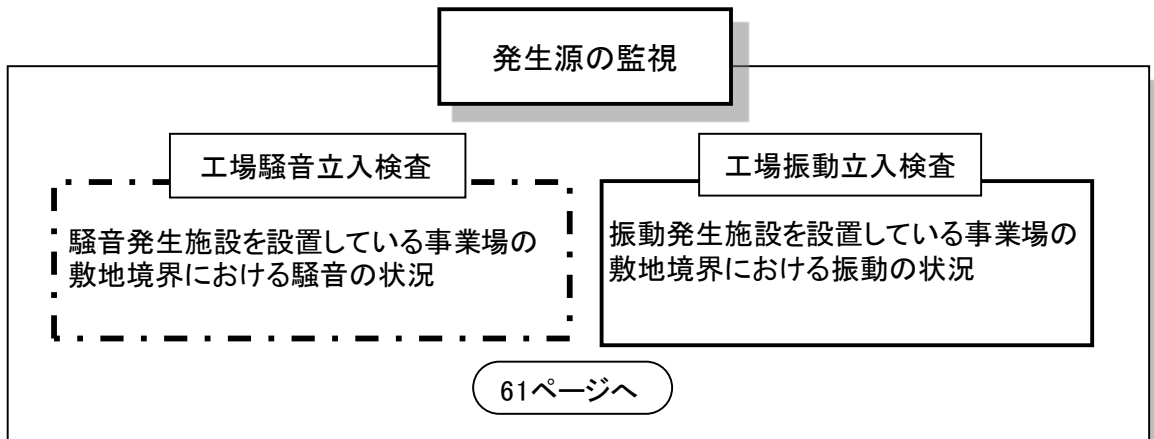 発生源の監視
工場騒音立入検査
騒音発生施設を設置している事業場の
敷地境界における騒音の状況
工場振動立入検査
振動発生施設を設置している事業場の
敷地境界における振動の状況
61ページへ